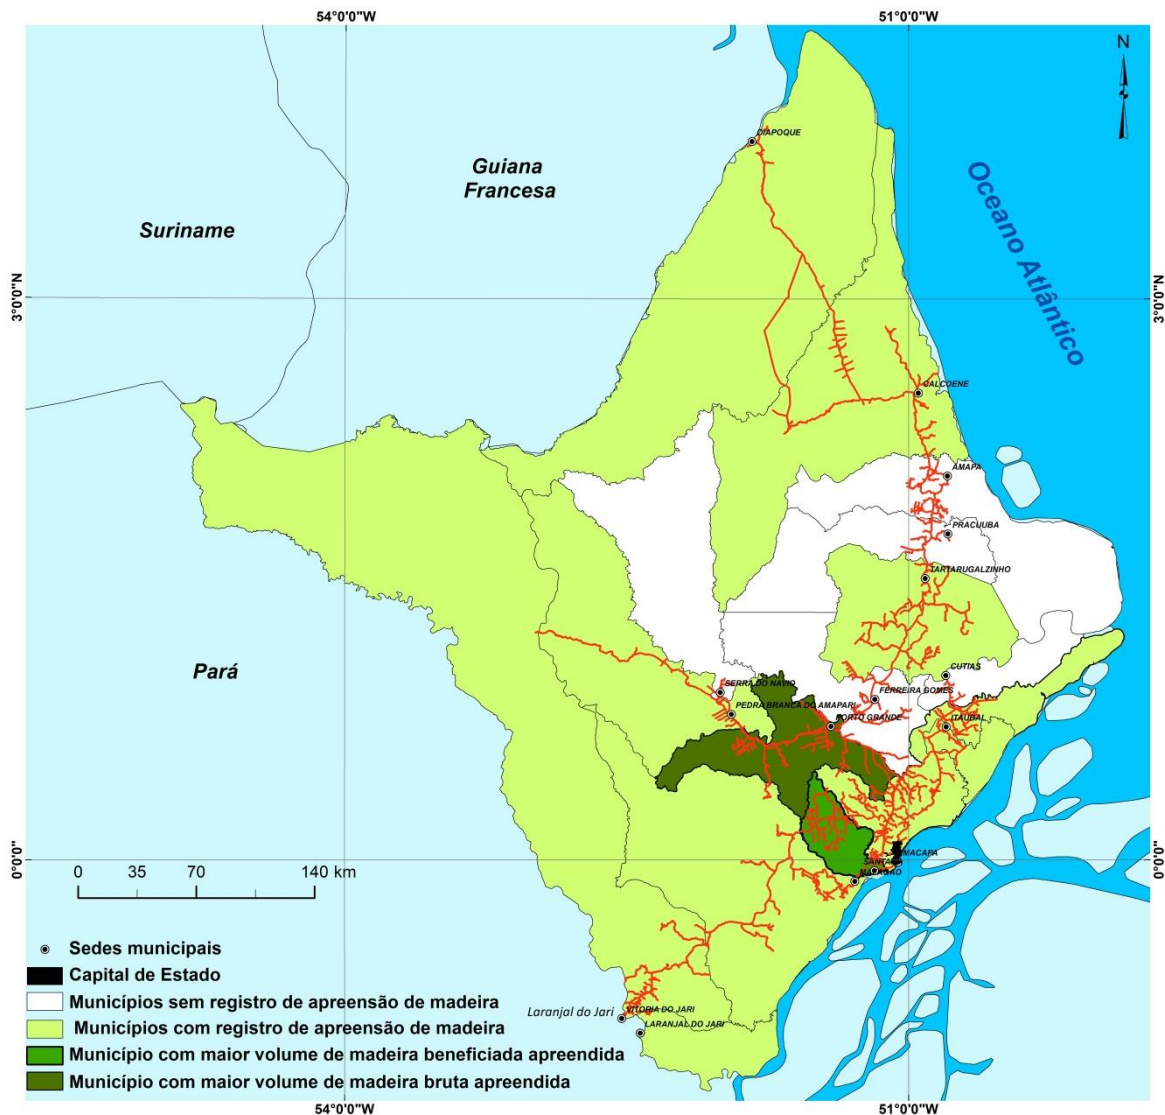 54°0'0"W
51°0'0"W
N
OIAPOQUE
Guiana
Francesa
Suriname
Oceano Atlântico
3°0'0"N
3°0'0"N
CALCOENE
AMAPA
PRACUUBA
TARTARUGALZINHO
Pará
CUTIAS
SERRA DO NAVIO
FERREIRA GOMES
PEDRA BRANCA DO AMAPARI
PORTO GRANDE
ITAUBAL
0°0'0"
0°0'0"
MACAPA
SANTANA
MAZAGAO
0 35 70 140 km
Sedes municipais
Capital de Estado
Municípios sem registro de apreensão de madeira
Laranjal do Jari
VITORIA DO JARI
Municípios com registro de apreensão de madeira
LARANJAL DO JARI
Município com maior volume de madeira beneficiada apreendida
Município com maior volume de madeira bruta apreendida
54°0'0"W
51°0'0"W